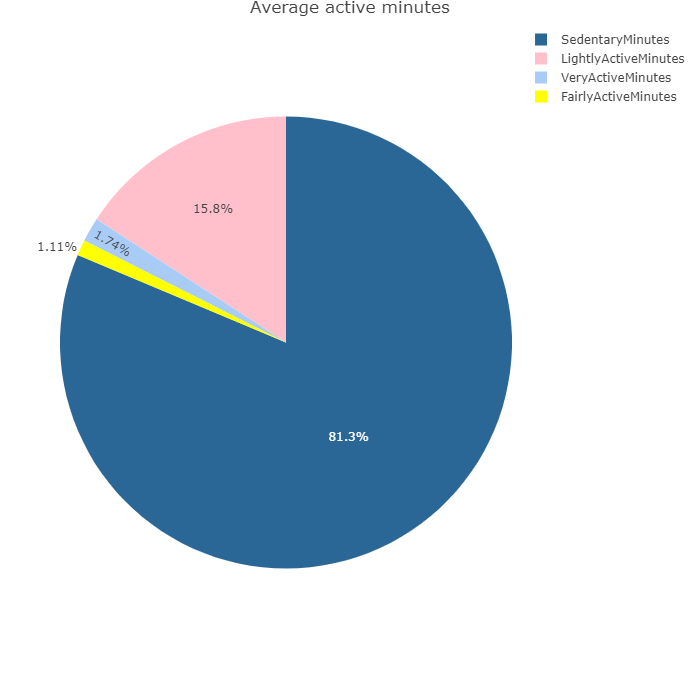 Average active minutes
SedentaryMinutes
LightlyActiveMinutes
VeryActiveMinutes
FairlyActiveMinutes
15.8%
1.74%
1.11%
81.3%